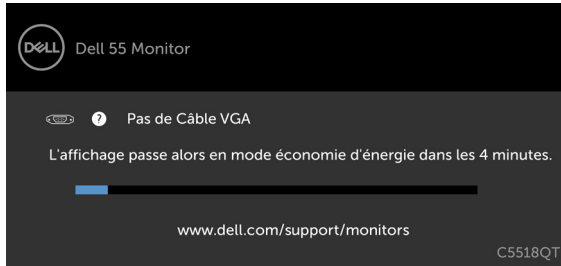 DELL
Dell 55 Monitor
? Pas de Câble VGA
L'affichage passe alors en mode économie d'énergie dans les 4 minutes.
www.dell.com/support/monitors
C5518QT